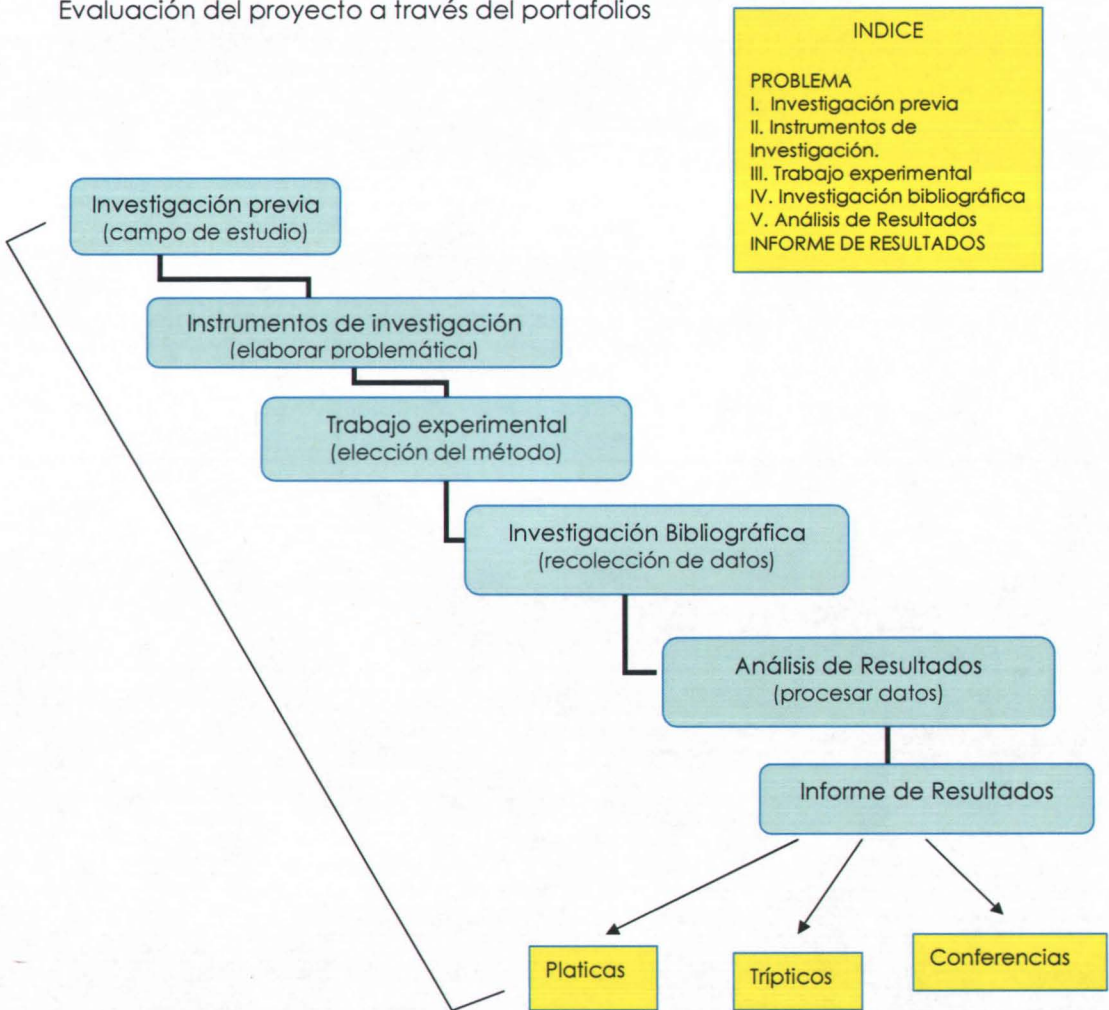 Evaluación del proyecto a través del portafolios
INDICE
PROBLEMA
I. Investigación previa
II. Instrumentos de
Investigación.
III. Trabajo experimental
IV. Investigación bibliográfica
V. Análisis de Resultados
INFORME DE RESULTADOS
Investigación previa
(campo de estudio)
Instrumentos de investigación
(elaborar problemática)
Trabajo experimental
(elección del método)
Investigación Bibliográfica
(recolección de datos)
Análisis de Resultados
(procesar datos)
Informe de Resultados
Platicas
Trípticos
Conferencias